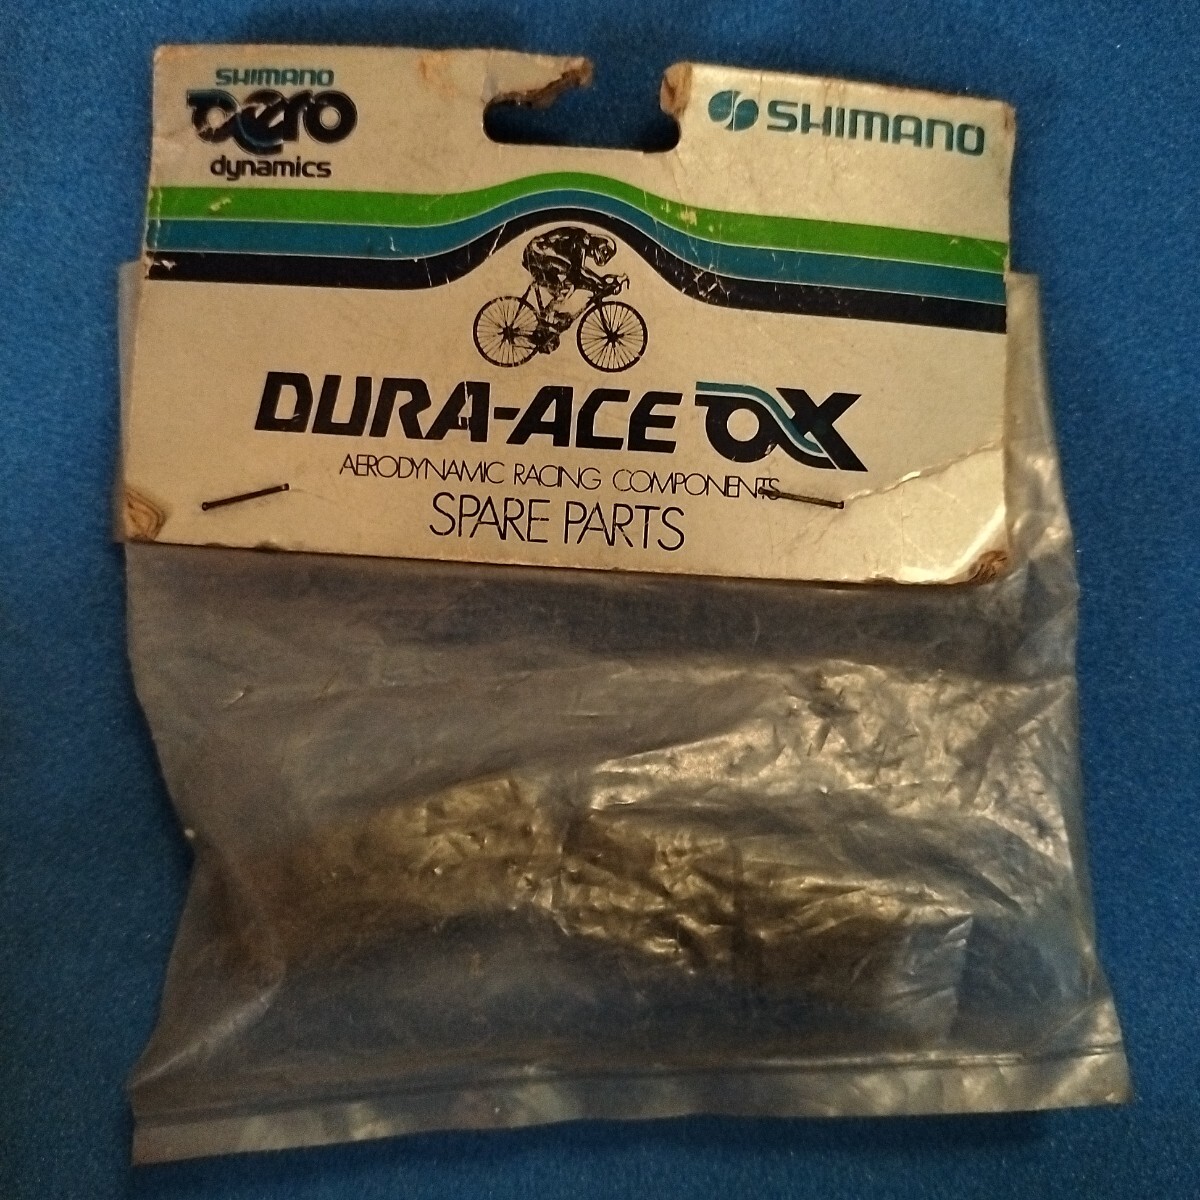 SHIMANO
aero
dynamics
SHIMANO
DURA-ACE AX
AERODYNAMIC RACING COMPONENTS
SPARE PARTS